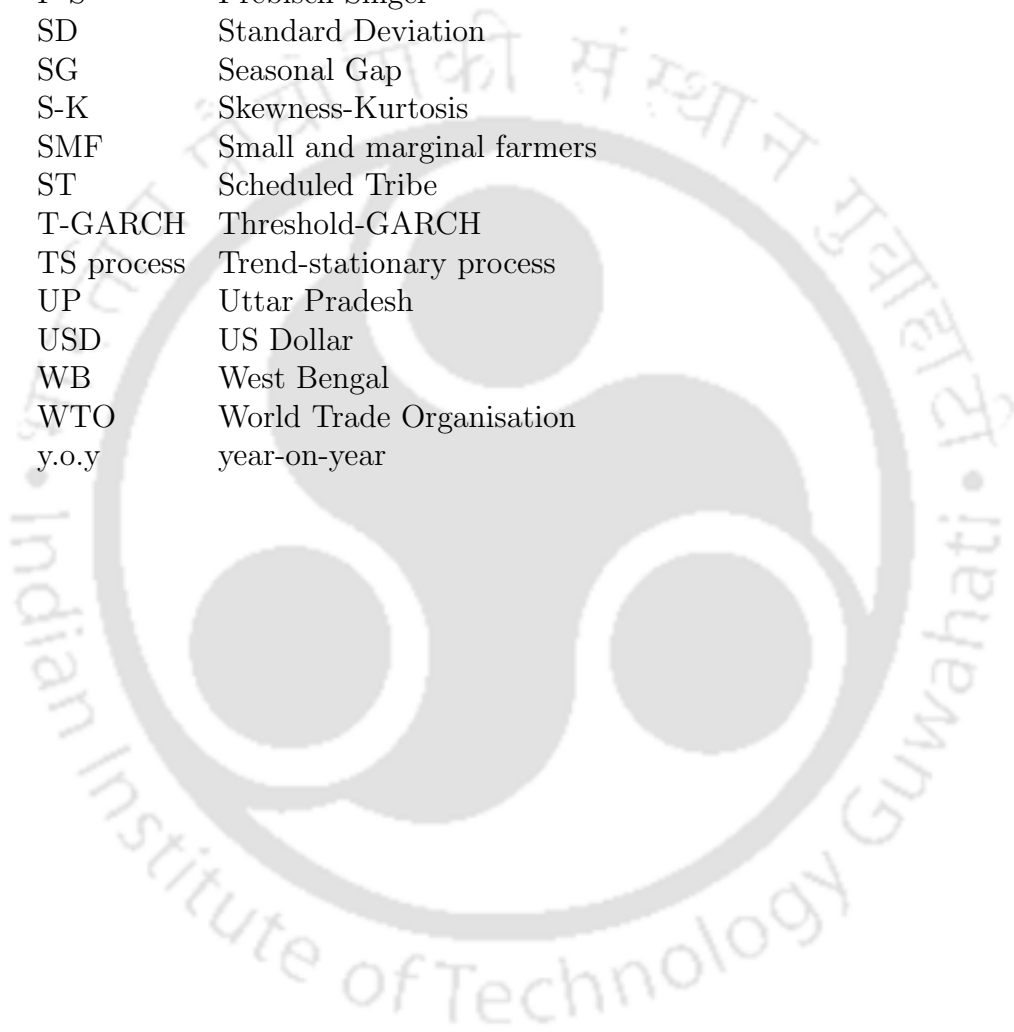 P-S Prebisch-Singer
SD Standard Deviation
SG Seasonal Gap
S-K Skewness-Kurtosis
SMF Small and marginal farmers
ST Scheduled Tribe
T-GARCH Threshold-GARCH
TS process Trend-stationary process
UP Uttar Pradesh
USD US Dollar
WB West Bengal
WTO World Trade Organisation
y.o.y year-on-year
Indian Institute of Technology Guwahati